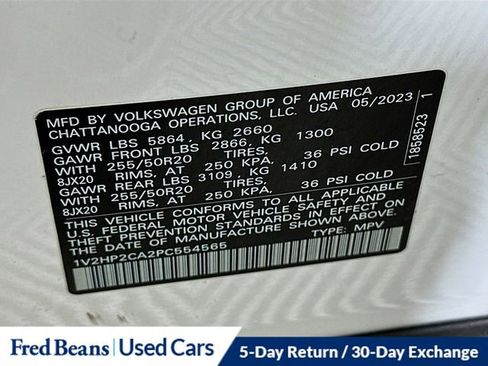 MFD BY VOLKSWAGEN GROUP OF AMERICA
CHATTANOOGA OPERATIONS, LLC. USA 05/2023
GVWR LBS 5864, KG 2660
GAWR FRONT LBS 2866, KG 1300
WITH 255/50R20 TIRES,
8JX20 RIMS, AT 250 KPA, 36 PSI COLD
GAWR REAR LBS 3109, KG 1410
WITH 255/50R20 TIRES,
8JX20 RIMS, AT 250 KPA, 36 PSI COLD
THIS VEHICLE CONFORMS TO ALL APPLICABLE
U.S. FEDERAL MOTOR VEHICLE SAFETY AND
THEFT PREVENTION STANDARDS IN EFFECT ON
THE DATE OF MANUFACTURE SHOWN ABOVE.
1V2HP2CA2PC554565 TYPE: MPV
1858523 1
Fred Beans | Used Cars
5-Day Return / 30-Day Exchange